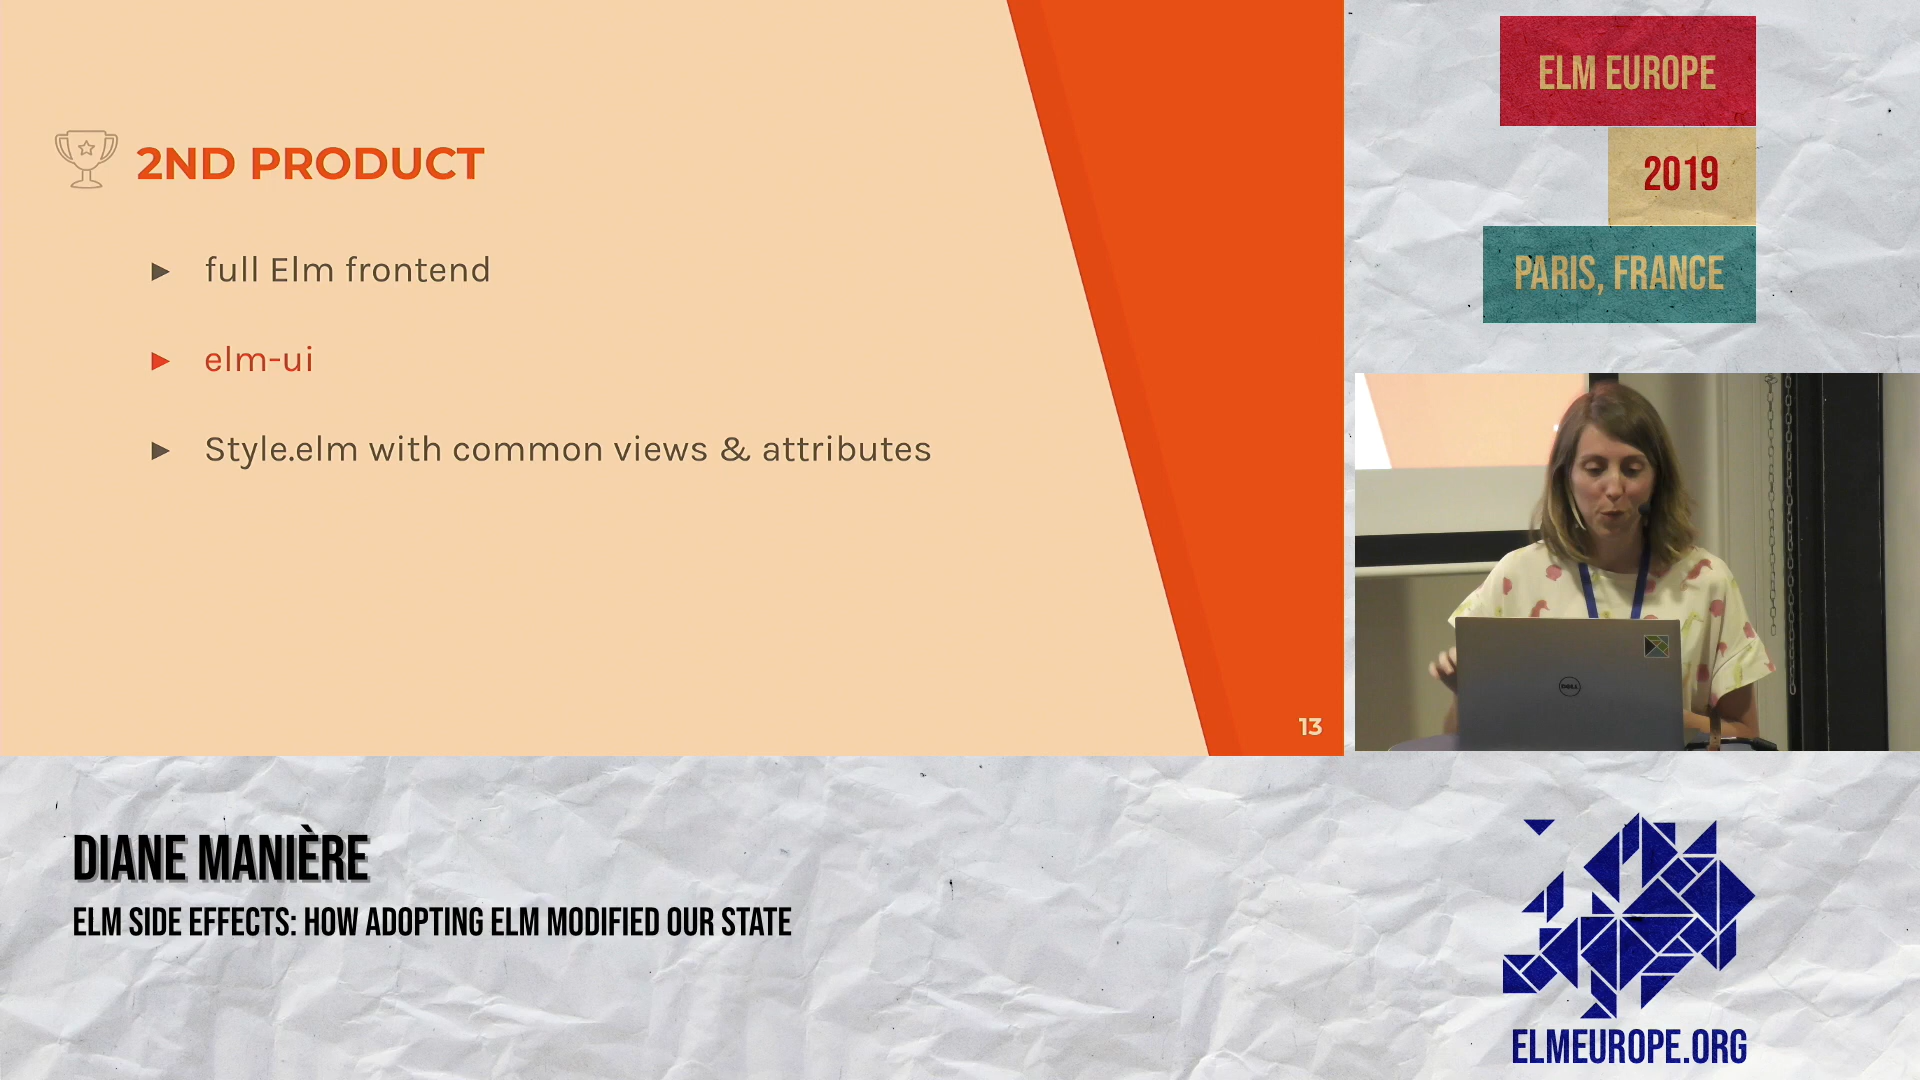 2ND PRODUCT
► full Elm frontend
► elm-ui
► Style.elm with common views & attributes
13
ELM EUROPE
2019
PARIS, FRANCE
DELL
DIANE MANIÈRE
ELM SIDE EFFECTS: HOW ADOPTING ELM MODIFIED OUR STATE
ELMEUROPE.ORG